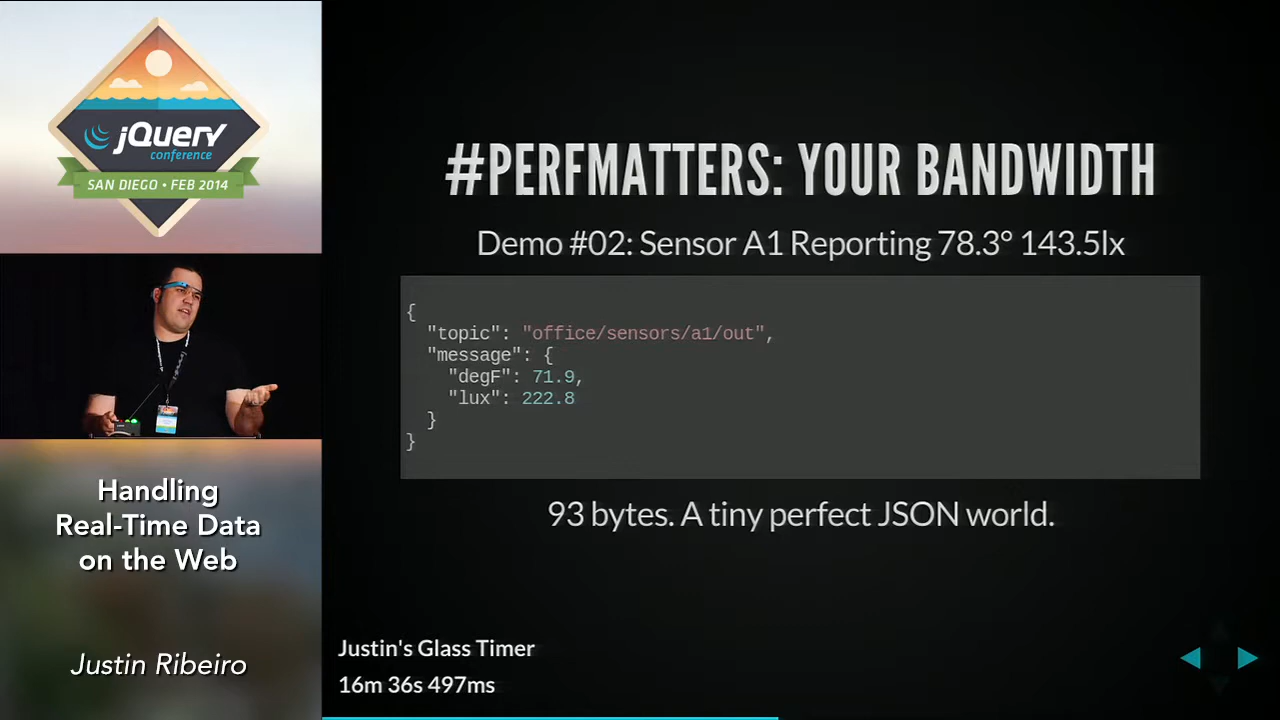 jQuery
conference
SAN DIEGO • FEB 2014
Handling
Real-Time Data
on the Web
Justin Ribeiro
#PERFMATTERS: YOUR BANDWIDTH
Demo #02: Sensor A1 Reporting 78.3° 143.5lx
{
"topic": "office/sensors/a1/out",
"message": {
"degF": 71.9,
"lux": 222.8
}
}
93 bytes. A tiny perfect JSON world.
Justin's Glass Timer
16m 36s 497ms